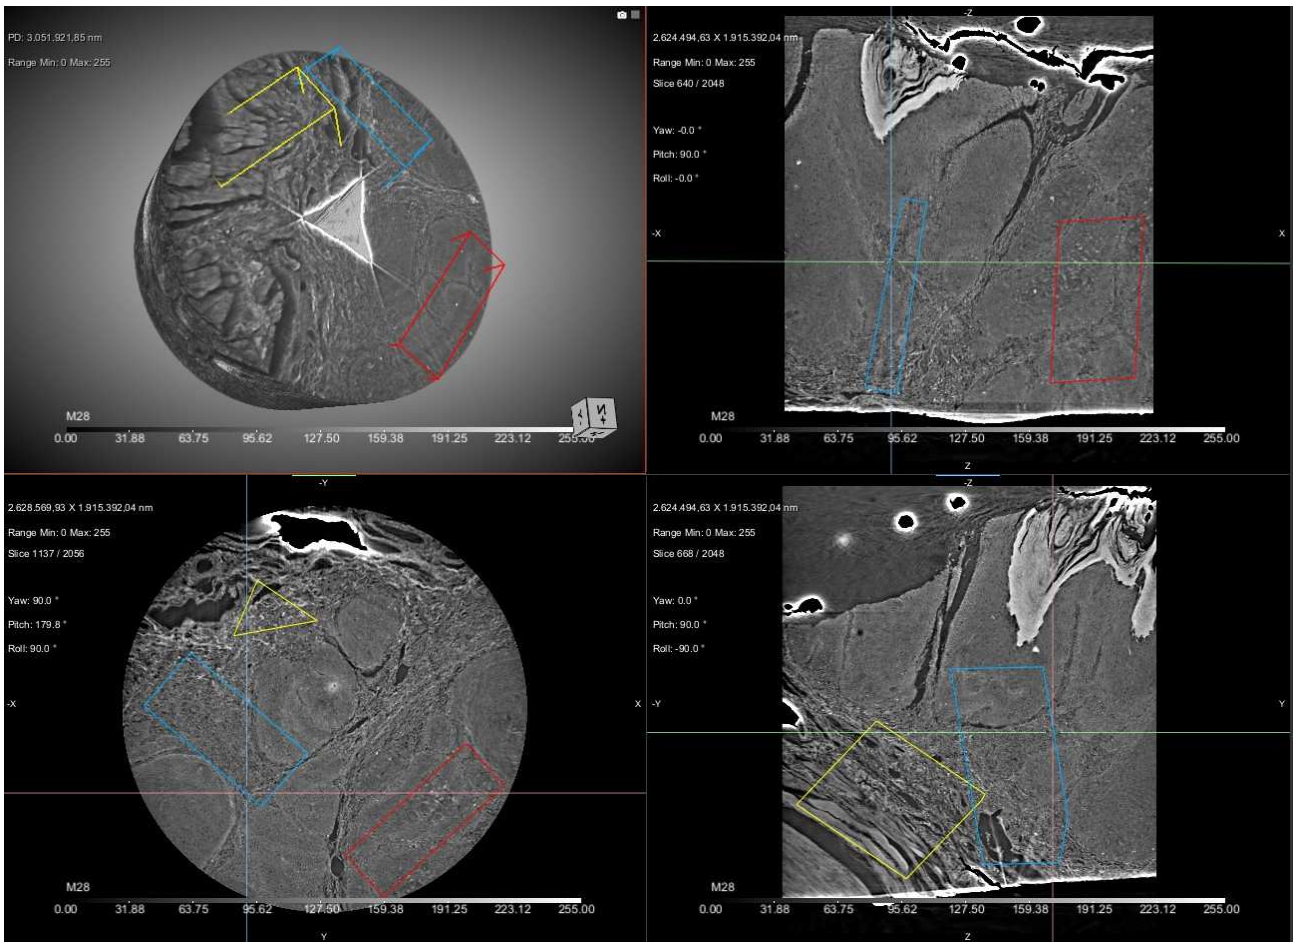 PD: 3.051.921,85 nm
Range Min: 0 Max: 255
M28
0.00 31.88 63.75 95.62 127.50 159.38 191.25 223.12 255.00
-Z
2.624.494,63 X 1.915.392,04 nm
Range Min: 0 Max: 255
Slice 640 / 2048
Yaw: -0.0 °
Pitch: 90.0 °
Roll: -0.0 °
-X
X
M28
0.00 31.88 63.75 95.62 127.50 159.38 191.25 223.12 255.00
Z
-Y
2.628.569,93 X 1.915.392,04 nm
Range Min: 0 Max: 255
Slice 1137 / 2056
Yaw: 90.0 °
Pitch: 179.8 °
Roll: 90.0 °
-X
X
M28
0.00 31.88 63.75 95.62 127.50 159.38 191.25 223.12 255.00
Y
-Z
2.624.494,63 X 1.915.392,04 nm
Range Min: 0 Max: 255
Slice 668 / 2048
Yaw: 0.0 °
Pitch: 90.0 °
Roll: -90.0 °
-Y
Y
M28
0.00 31.88 63.75 95.62 127.50 159.38 191.25 223.12 255.00
Z